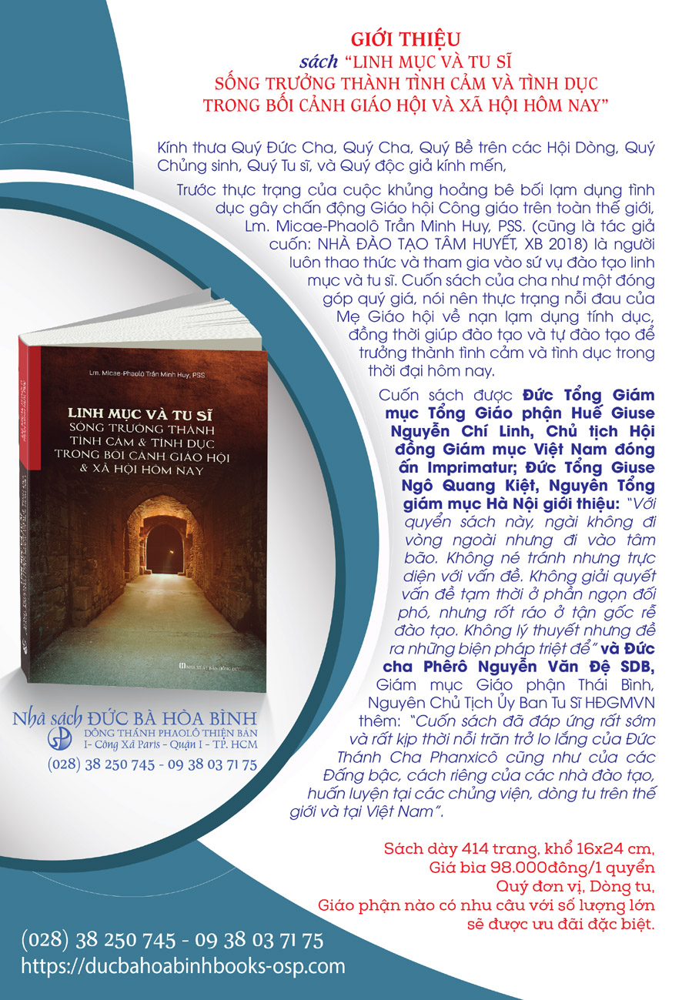 GIỚI THIỆU
sách “LINH MỤC VÀ TU SĨ
SỐNG TRƯỞNG THÀNH TÌNH CẢM VÀ TÌNH DỤC
TRONG BỐI CẢNH GIÁO HỘI VÀ XÃ HỘI HÔM NAY”
Kính thưa Quý Đức Cha, Quý Cha, Quý Bề trên các Hội Dòng, Quý
Chủng sinh, Quý Tu sĩ, và Quý độc giả kính mến,
Trước thực trạng của cuộc khủng hoảng bê bối lạm dụng tình
dục gây chấn động Giáo hội Công giáo trên toàn thế giới,
Lm. Micae-Phaolô Trần Minh Huy, PSS. (cũng là tác giả
cuốn: NHÀ ĐÀO TẠO TÂM HUYẾT, XB 2018) là người
luôn thao thức và tham gia vào sứ vụ đào tạo linh
mục và tu sĩ. Cuốn sách của cha như một đóng
góp quý giá, nói nên thực trạng nỗi đau của
Mẹ Giáo hội về nạn lạm dụng tính dục,
đồng thời giúp đào tạo và tự đào tạo để
trưởng thành tình cảm và tình dục trong
thời đại hôm nay.
Cuốn sách được Đức Tổng Giám
mục Tổng Giáo phận Huế Giuse
Nguyễn Chí Linh, Chủ tịch Hội
đồng Giám mục Việt Nam đóng
ấn Imprimatur; Đức Tổng Giuse
Ngô Quang Kiệt, Nguyên Tổng
giám mục Hà Nội giới thiệu: “Với
quyển sách này, ngài không đi
vòng ngoài nhưng đi vào tâm
bão. Không né tránh nhưng trực
diện với vấn đề. Không giải quyết
vấn đề tạm thời ở phần ngọn đối
phó, nhưng rốt ráo ở tận gốc rễ
đào tạo. Không lý thuyết nhưng đề
ra những biện pháp triệt để” và Đức
cha Phêrô Nguyễn Văn Đệ SDB,
Giám mục Giáo phận Thái Bình,
Nguyên Chủ Tịch Ủy Ban Tu Sĩ HĐGMVN
thêm: “Cuốn sách đã đáp ứng rất sớm
và rất kịp thời nỗi trăn trở lo lắng của Đức
Thánh Cha Phanxicô cũng như của các
Đấng bậc, cách riêng của các nhà đào tạo,
huấn luyện tại các chủng viện, dòng tu trên thế
giới và tại Việt Nam”.
Lm. Micae-Phaolô Trần Minh Huy, PSS
LINH MỤC VÀ TU SĨ
SỐNG TRƯỞNG THÀNH
TÌNH CẢM & TÌNH DỤC
TRONG BỐI CẢNH GIÁO HỘI
& XÃ HỘI HÔM NAY
NHÀ XUẤT BẢN HỒNG ĐỨC
Nhà sách ĐỨC BÀ HÒA BÌNH
DÒNG THÁNH PHAOLÔ THIỆN BẢN
1- Công Xã Paris - Quận 1 - TP. HCM
(028) 38 250 745 - 09 38 03 71 75
Sách dày 414 trang, khổ 16x24 cm,
Giá bìa 98.000đông/1 quyển
Quý đơn vị, Dòng tu,
Giáo phận nào có nhu câu với số lượng lớn
sẽ được ưu đãi đặc biệt.
(028) 38 250 745 - 09 38 03 71 75
https://ducbahoabinhbooks-osp.com